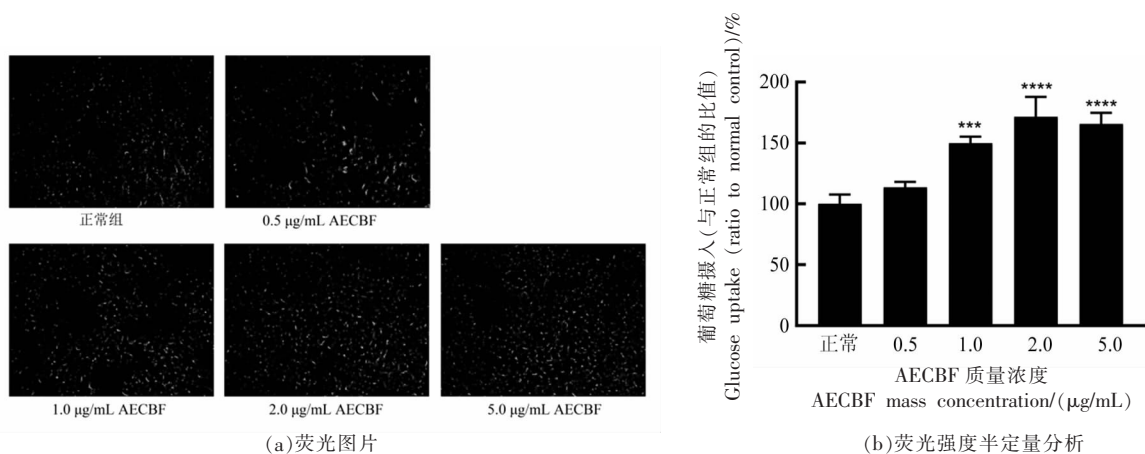 正常组
0.5 μg/mL AECBF
1.0 μg/mL AECBF
2.0 μg/mL AECBF
5.0 μg/mL AECBF
(a)荧光图片
葡萄糖摄人(与正常组的比值)
Glucose uptake (ratio to normal control)/%
200
150
100
50
0
***
****
****
正常 0.5 1.0 2.0 5.0
AECBF 质量浓度
AECBF mass concentration/(μg/mL)
(b)荧光强度半定量分析